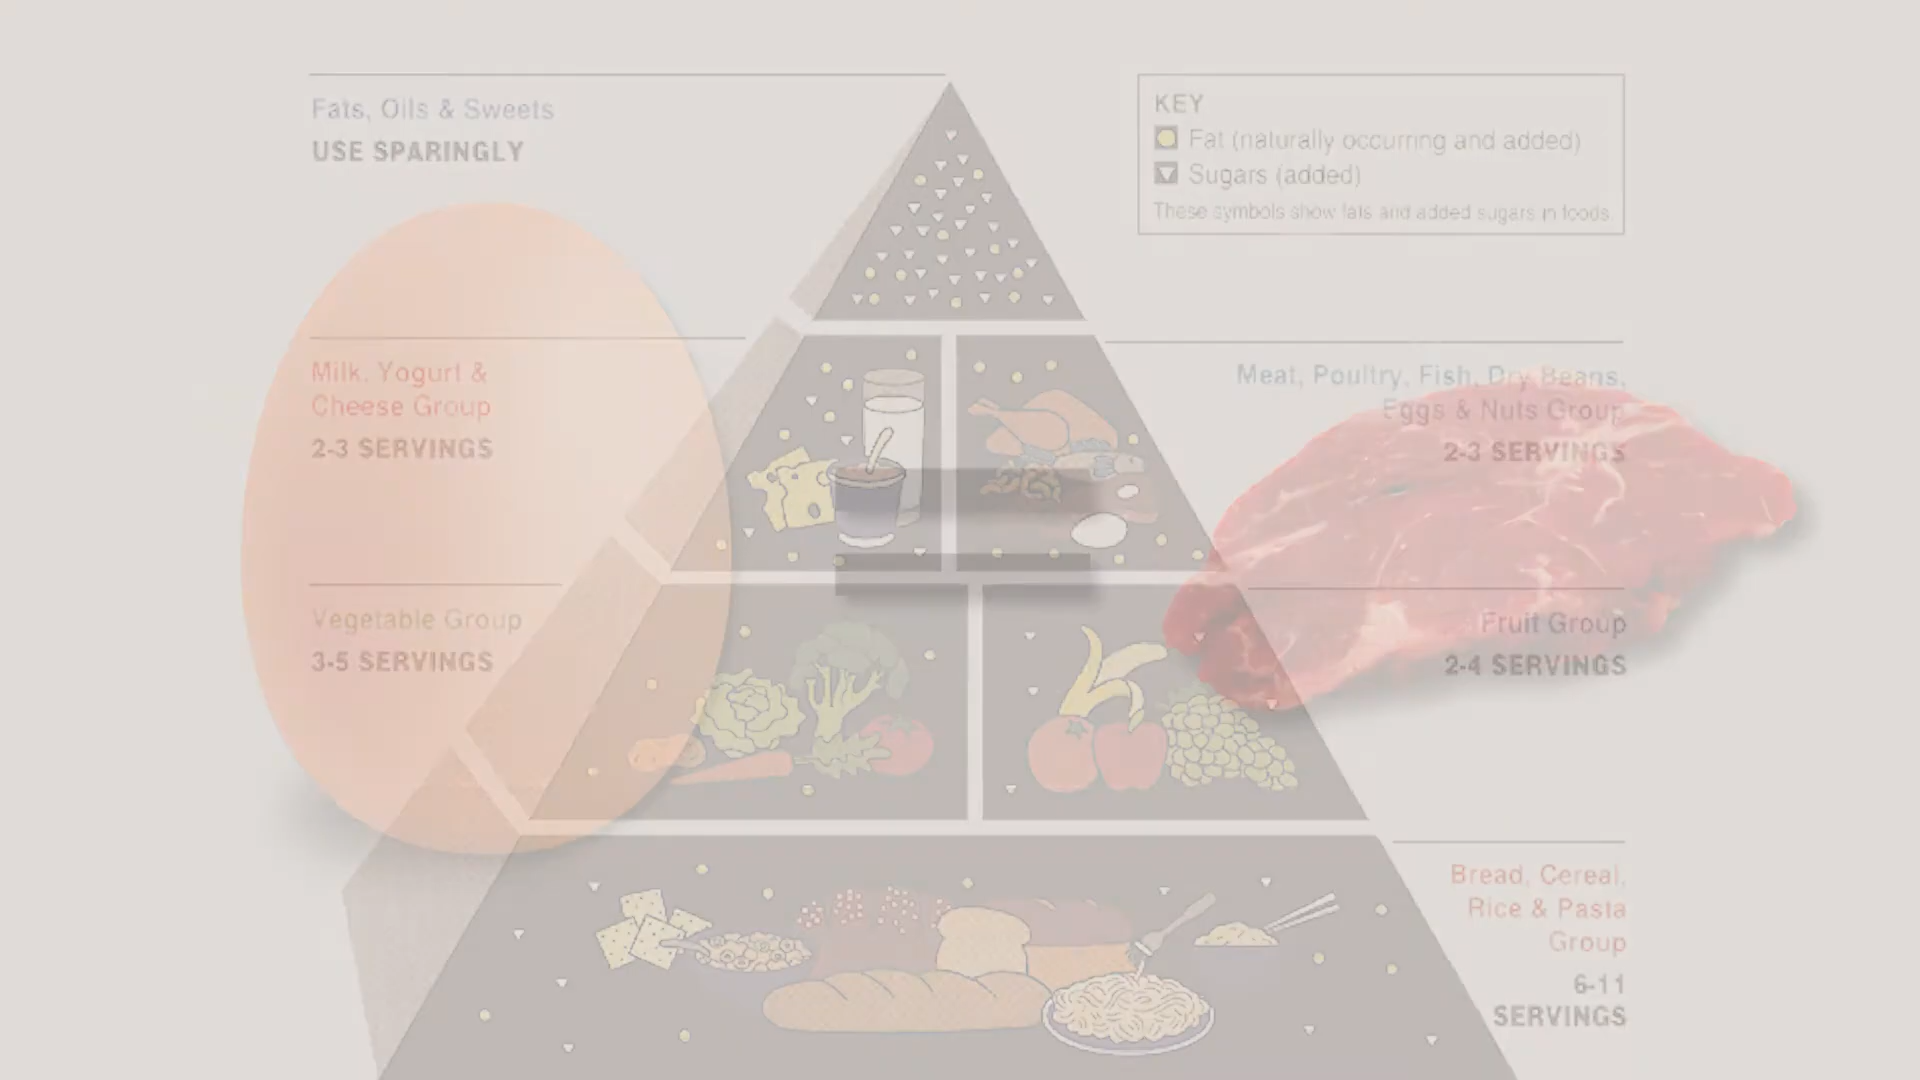 Fats, Oils & Sweets
USE SPARINGLY
KEY
Fat (naturally occurring and added)
Sugars (added)
These symbols show fats and added sugars in foods.
Milk, Yogurt &
Cheese Group
2-3 SERVINGS
Meat, Poultry, Fish, Dry Beans,
Eggs & Nuts Group
2-3 SERVINGS
Vegetable Group
3-5 SERVINGS
Fruit Group
2-4 SERVINGS
Bread, Cereal,
Rice & Pasta
Group
6-11
SERVINGS